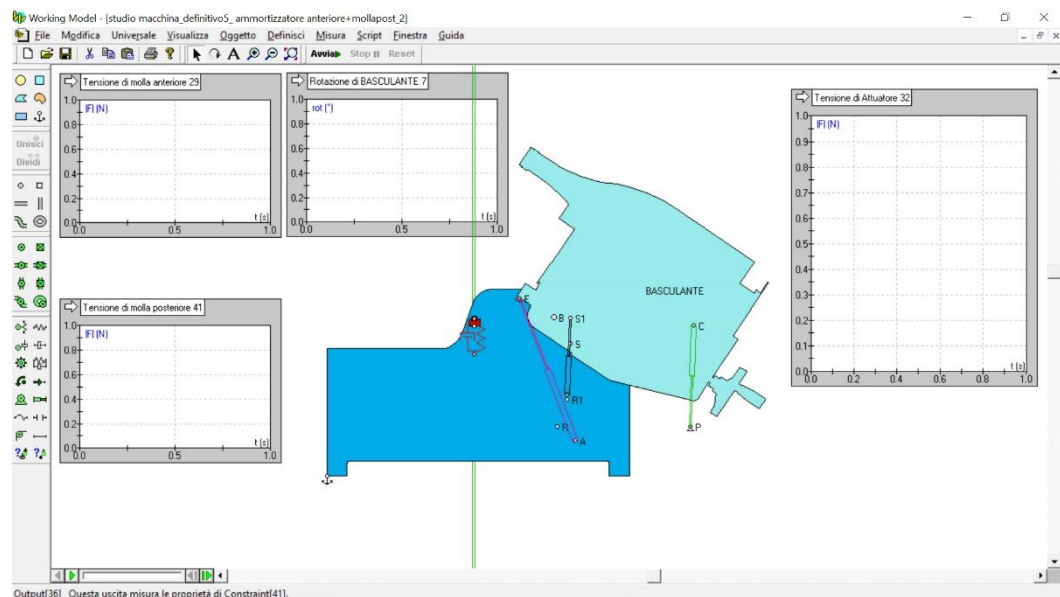 Working Model - [studio macchina_definitivo5_ ammortizzatore anteriore+mollapost_2]
File Modifica Universale Visualizza Oggetto Definisci Misura Script Finestra Guida
A Avvia Stop Reset
Unisci
Dividi
Tensione di molla anteriore 29
|F| (N)
1.0
0.8
0.6
0.4
0.2
0.0
0.0 0.5 1.0
t (s)
Rotazione di BASCULANTE 7
rot (°)
1.0
0.8
0.6
0.4
0.2
0.0
0.0 0.5 1.0
t (s)
Tensione di Attuatore 32
|F| (N)
1.0
0.9
0.8
0.7
0.6
0.5
0.4
0.3
0.2
0.1
0.0
0.0 0.2 0.4 0.6 0.8 1.0
t (s)
Tensione di molla posteriore 41
|F| (N)
1.0
0.8
0.6
0.4
0.2
0.0
0.0 0.5 1.0
t (s)
BASCULANTE
E
B S1
C
S
R1
R
A
P
Output[36] Questa uscita misura le proprietà di Constraint[41].